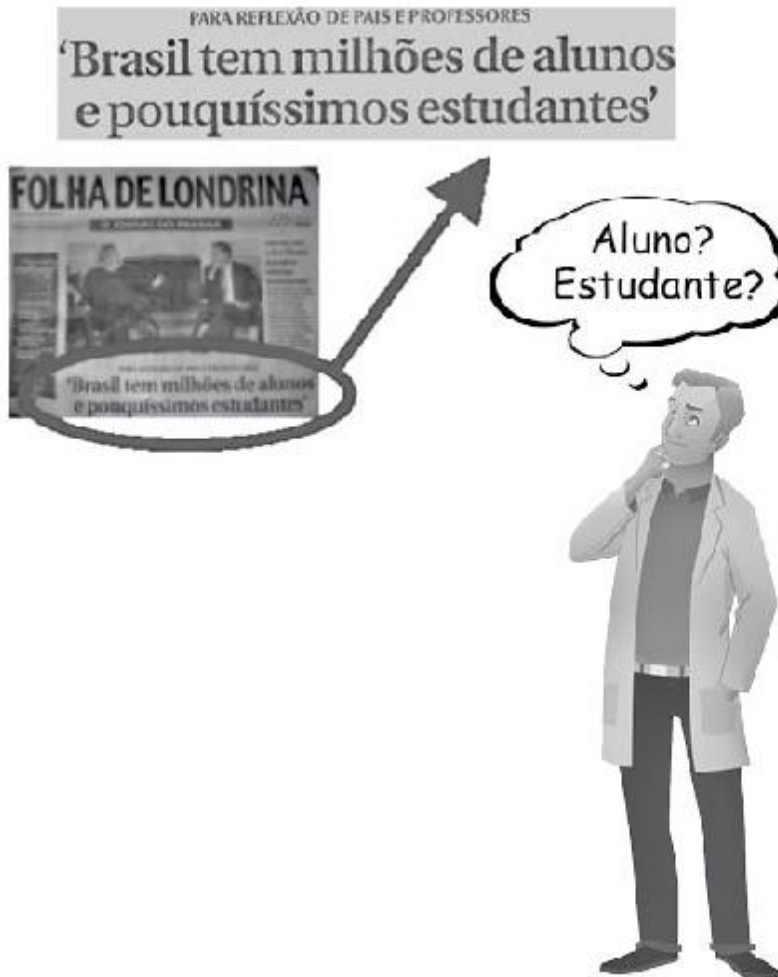 PARA REFLEXÃO DE PAIS E PROFESSORES
'Brasil tem milhões de alunos
e pouquíssimos estudantes'
FOLHA DE LONDRINA
'Brasil tem milhões de alunos
e pouquíssimos estudantes'
Aluno?
Estudante?